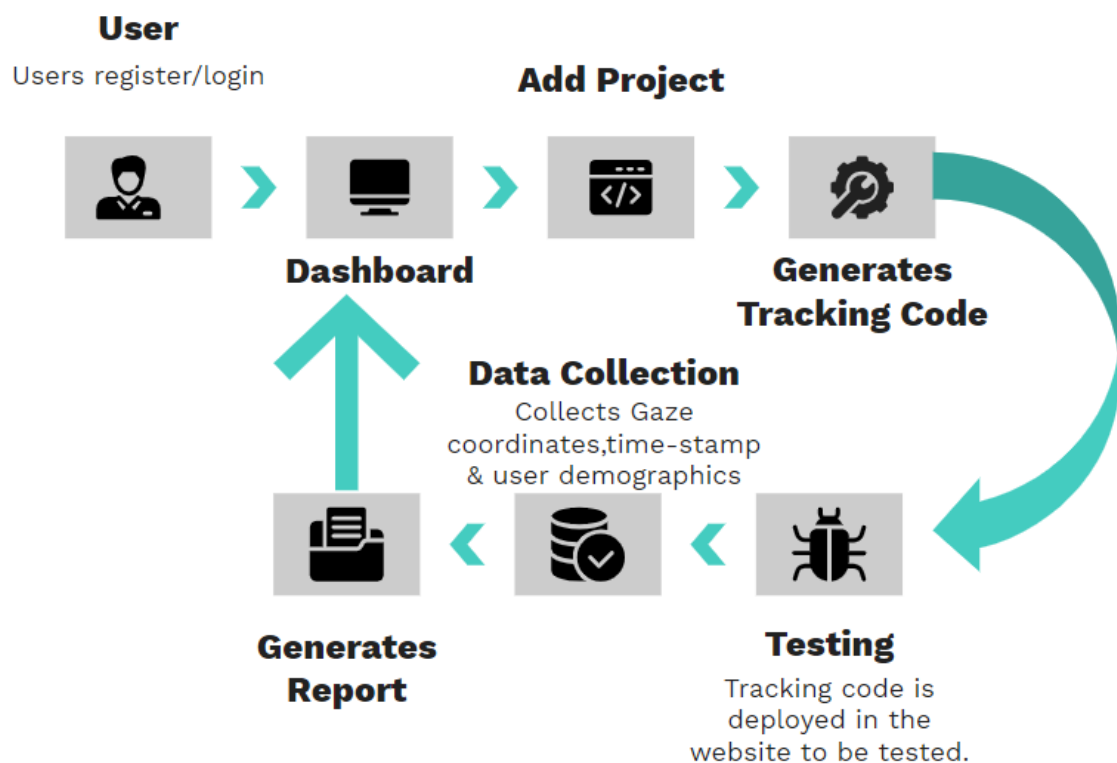 User
Users register/login
Add Project
</>
Dashboard
Generates
Tracking Code
Data Collection
Collects Gaze
coordinates,time-stamp
& user demographics
Generates
Report
Testing
Tracking code is
deployed in the
website to be tested.